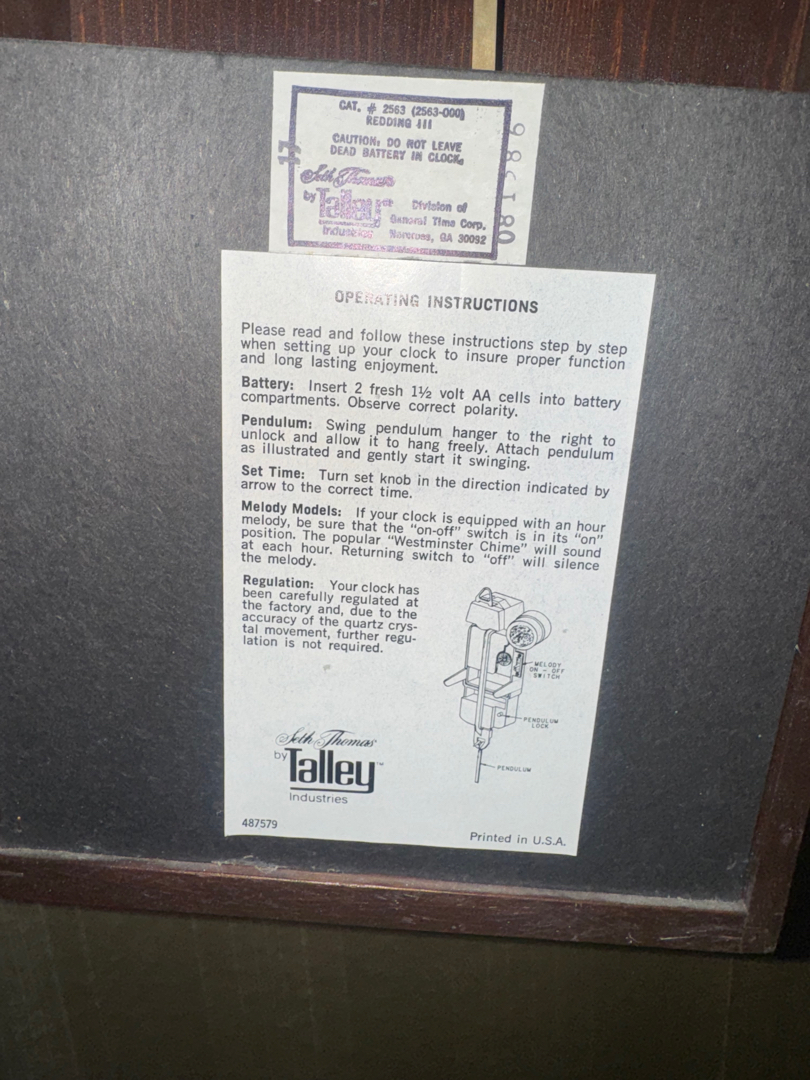 CAT. # 2563 (2563-000)
REDDING III
CAUTION: DO NOT LEAVE
DEAD BATTERY IN CLOCK.
Seth Thomas
by Talley
Industries
Division of
General Time Corp.
Norcross, GA 30092
17
OPERATING INSTRUCTIONS
Please read and follow these instructions step by step
when setting up your clock to insure proper function
and long lasting enjoyment.
Battery: Insert 2 fresh 1½ volt AA cells into battery
compartments. Observe correct polarity.
Pendulum: Swing pendulum hanger to the right to
unlock and allow it to hang freely. Attach pendulum
as illustrated and gently start it swinging.
Set Time: Turn set knob in the direction indicated by
arrow to the correct time.
Melody Models: If your clock is equipped with an hour
melody, be sure that the "on-off" switch is in its "on"
position. The popular "Westminster Chime" will sound
at each hour. Returning switch to "off" will silence
the melody.
Regulation: Your clock has
been carefully regulated at
the factory and, due to the
accuracy of the quartz crys-
tal movement, further regu-
lation is not required.
MELODY
ON - OFF
SWITCH
PENDULUM
LOCK
PENDULUM
Seth Thomas
by Talley™
Industries
487579
Printed in U.S.A.